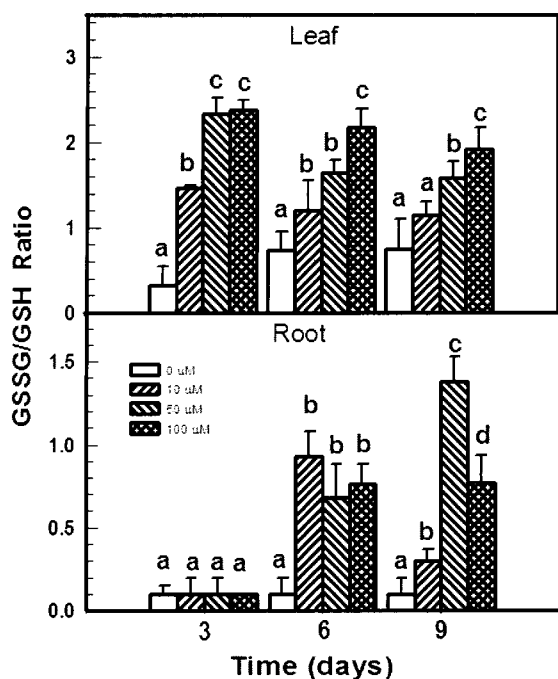 Leaf
3
2
1
0
a b c c
a b b c
a a b c
GSSG/GSH Ratio
Root
1.5
1.0
0.5
0.0
0 uM
10 uM
50 uM
100 uM
a a a a
a b b b
a b c d
3 6 9
Time (days)